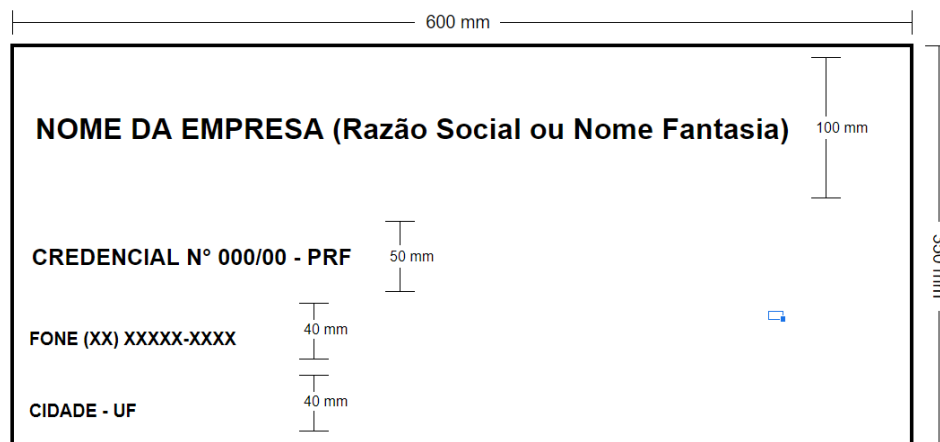 600 mm
NOME DA EMPRESA (Razão Social ou Nome Fantasia)
100 mm
CREDENCIAL N° 000/00 - PRF
50 mm
FONE (XX) XXXXX-XXXX
40 mm
CIDADE - UF
40 mm
mm